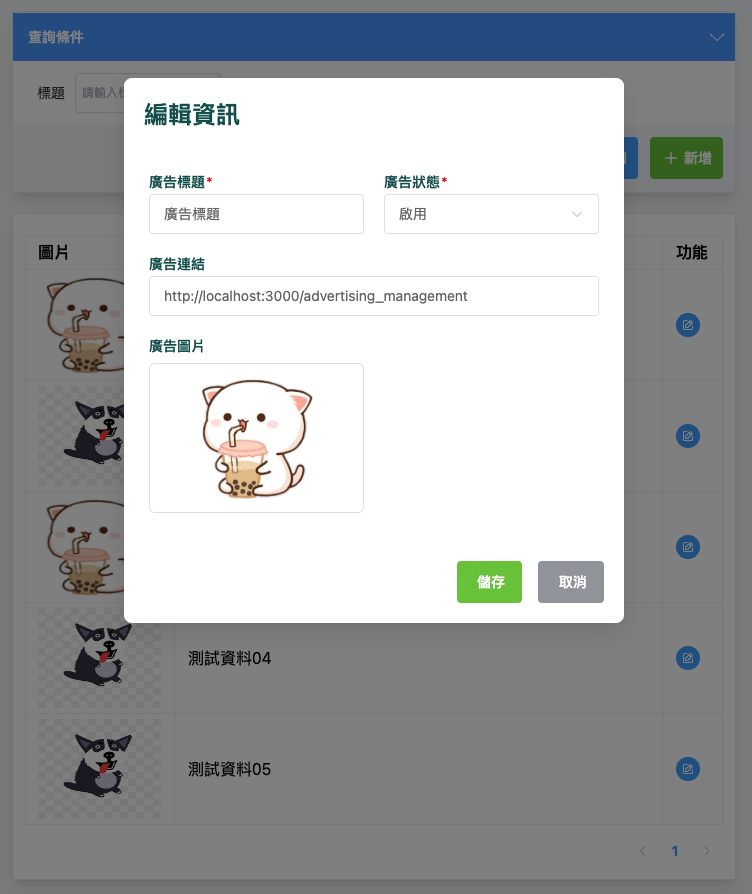 查詢條件
標題
請輸入標
新增
編輯資訊
廣告標題*
廣告狀態*
廣告標題
啟用
廣告連結
http://localhost:3000/advertising_management
廣告圖片
儲存
取消
圖片
功能
測試資料04
測試資料05
1